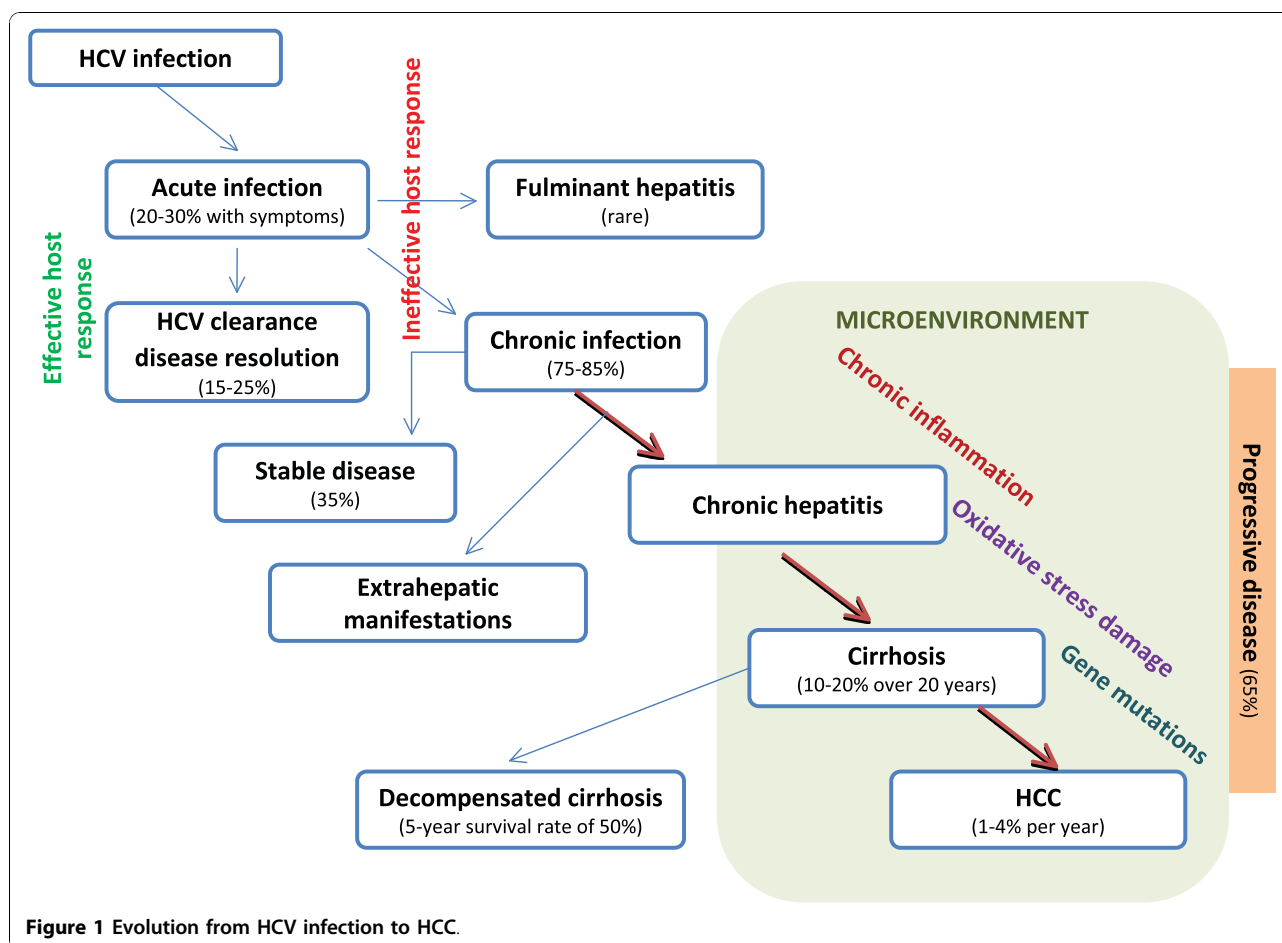 HCV infection
Acute infection
(20-30% with symptoms)
Ineffective host response
Fulminant hepatitis
(rare)
Effective host
response
HCV clearance
disease resolution
(15-25%)
Chronic infection
(75-85%)
MICROENVIRONMENT
Chronic inflammation
Stable disease
(35%)
Chronic hepatitis
Oxidative stress damage
Progressive disease (65%)
Extrahepatic
manifestations
Cirrhosis
(10-20% over 20 years)
Gene mutations
Decompensated cirrhosis
(5-year survival rate of 50%)
HCC
(1-4% per year)
Figure 1 Evolution from HCV infection to HCC.